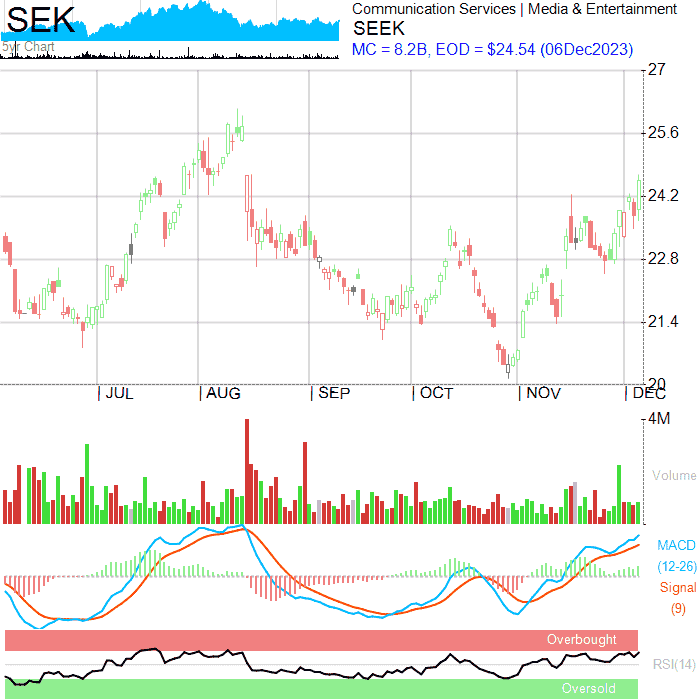 SEK
Communication Services | Media & Entertainment
SEEK
5yr Chart
MC = 8.2B, EOD = $24.54 (06Dec2023)
27
25.6
24.2
22.8
21.4
20
JUL
AUG
SEP
OCT
NOV
DEC
4M
Volume
MACD
(12-26)
Signal
(9)
Overbought
RSI(14)
Oversold